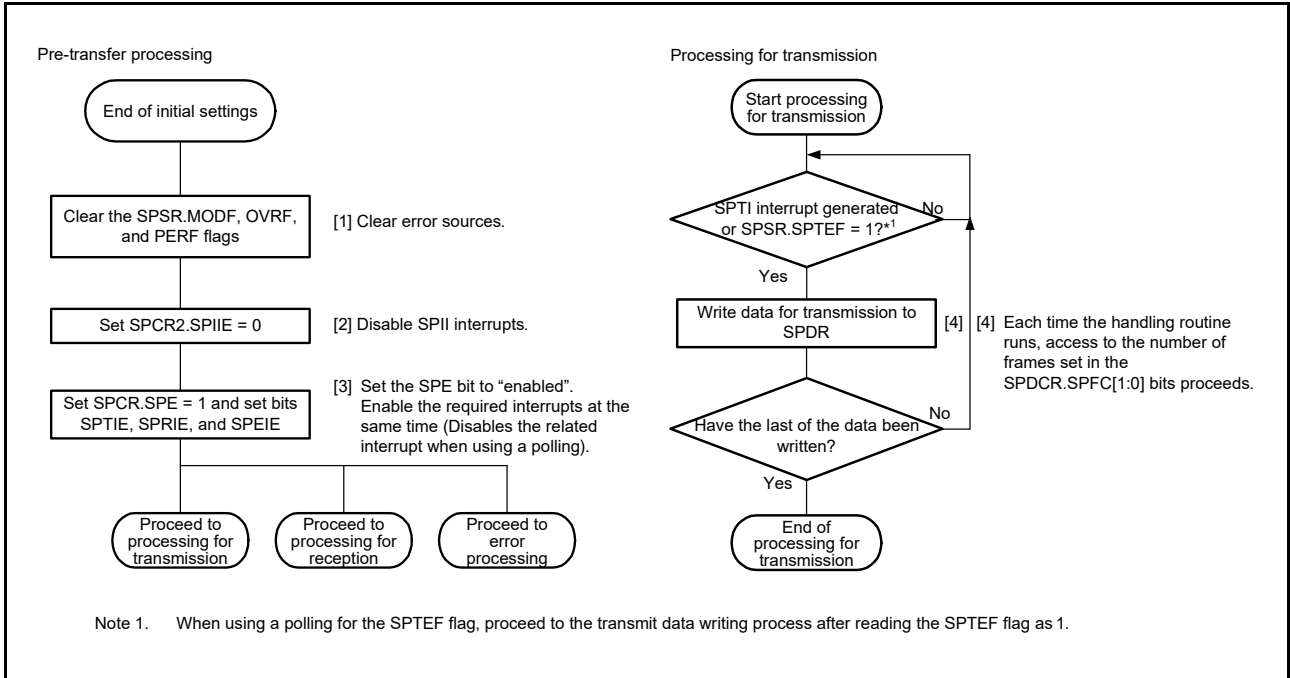 Pre-transfer processing
End of initial settings
Clear the SPSR.MODF, OVRF,
and PERF flags
[1] Clear error sources.
Set SPCR2.SPIIE = 0
[2] Disable SPII interrupts.
Set SPCR.SPE = 1 and set bits
SPTIE, SPRIE, and SPEIE
[3] Set the SPE bit to “enabled”.
Enable the required interrupts at the
same time (Disables the related
interrupt when using a polling).
Proceed to
processing for
transmission
Proceed to
processing for
reception
Proceed to
error
processing
Processing for transmission
Start processing
for transmission
SPTI interrupt generated
or SPSR.SPTEF = 1?*1
No
Yes
Write data for transmission to
SPDR
[4]
[4] Each time the handling routine
runs, access to the number of
frames set in the
SPDCR.SPFC[1:0] bits proceeds.
Have the last of the data been
written?
No
Yes
End of
processing for
transmission
Note 1. When using a polling for the SPTEF flag, proceed to the transmit data writing process after reading the SPTEF flag as 1.